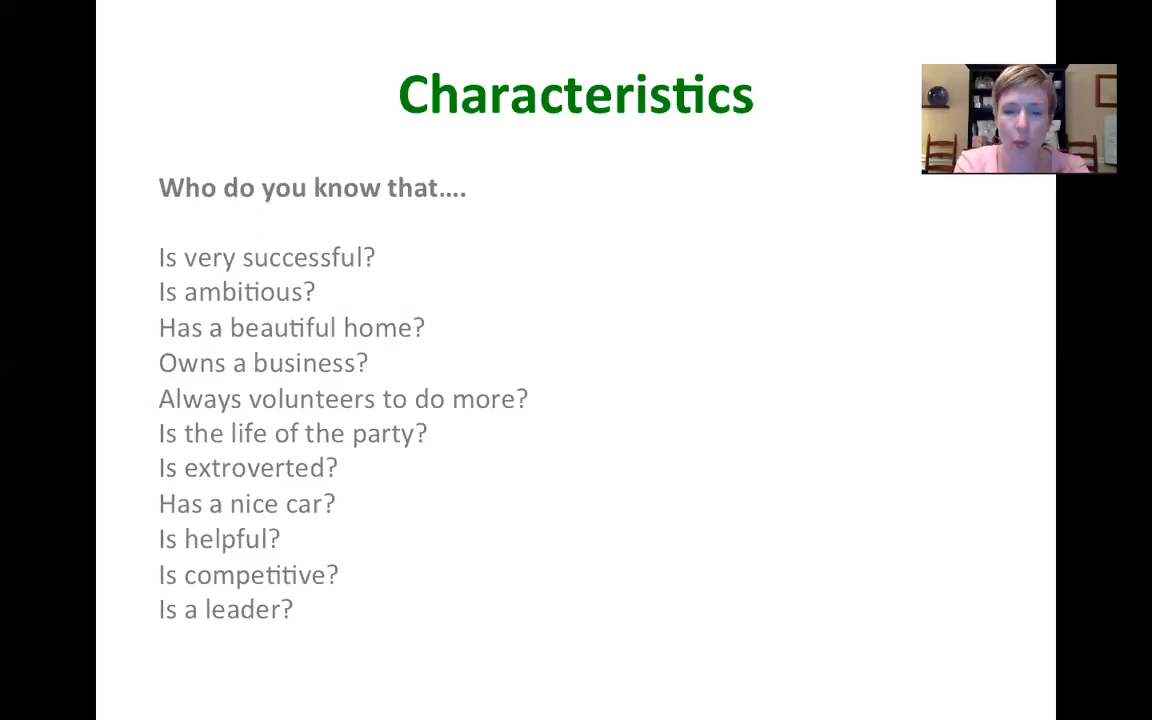 Characteristics
Who do you know that....
Is very successful?
Is ambitious?
Has a beautiful home?
Owns a business?
Always volunteers to do more?
Is the life of the party?
Is extroverted?
Has a nice car?
Is helpful?
Is competitive?
Is a leader?